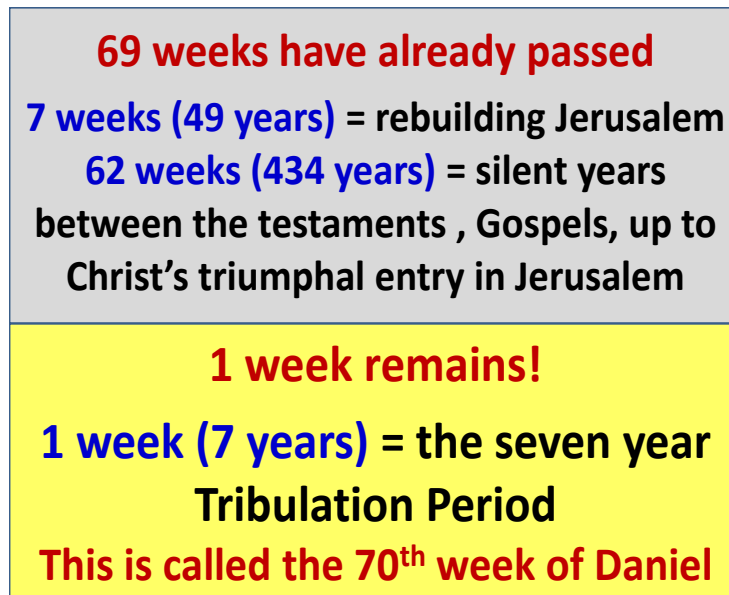 69 weeks have already passed
7 weeks (49 years) = rebuilding Jerusalem
62 weeks (434 years) = silent years
between the testaments , Gospels, up to
Christ’s triumphal entry in Jerusalem
1 week remains!
1 week (7 years) = the seven year
Tribulation Period
This is called the 70th week of Daniel